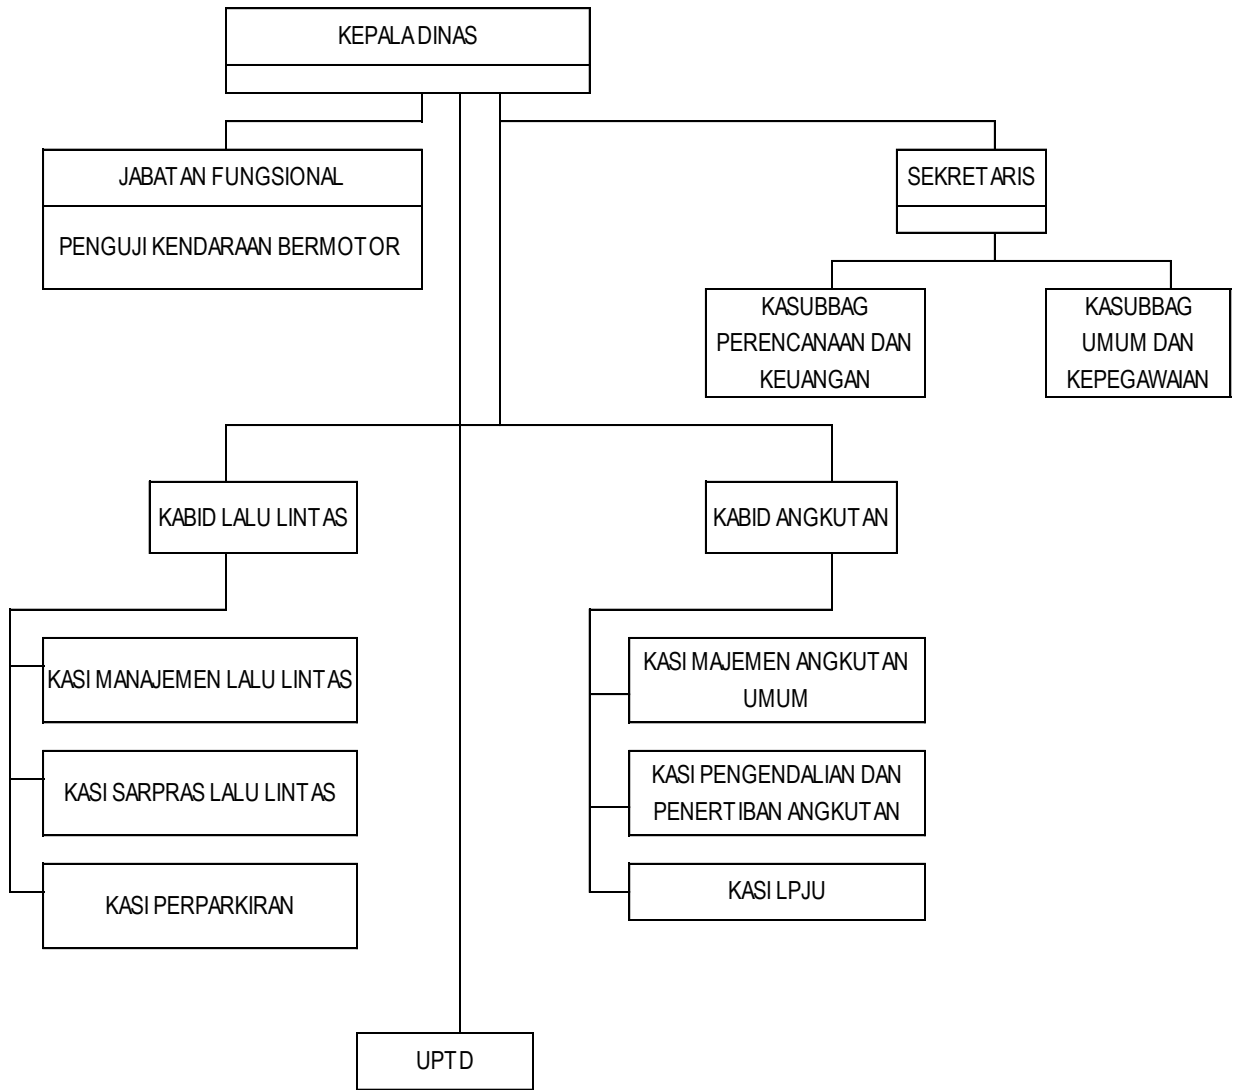 KEPALA DINAS
JABATAN FUNGSIONAL
PENGUJI KENDARAAN BERMOTOR
SEKRETARIS
KASUBBAG
PERENCANAAN DAN
KEUANGAN
KASUBBAG
UMUM DAN
KEPEGAWAIAN
KABID LALU LINTAS
KABID ANGKUTAN
KASI MANAJEMEN LALU LINTAS
KASI SARPRAS LALU LINTAS
KASI PERPARKIRAN
KASI MAJEMEN ANGKUTAN
UMUM
KASI PENGENDALIAN DAN
PENERTIBAN ANGKUTAN
KASI LPJU
UPTD